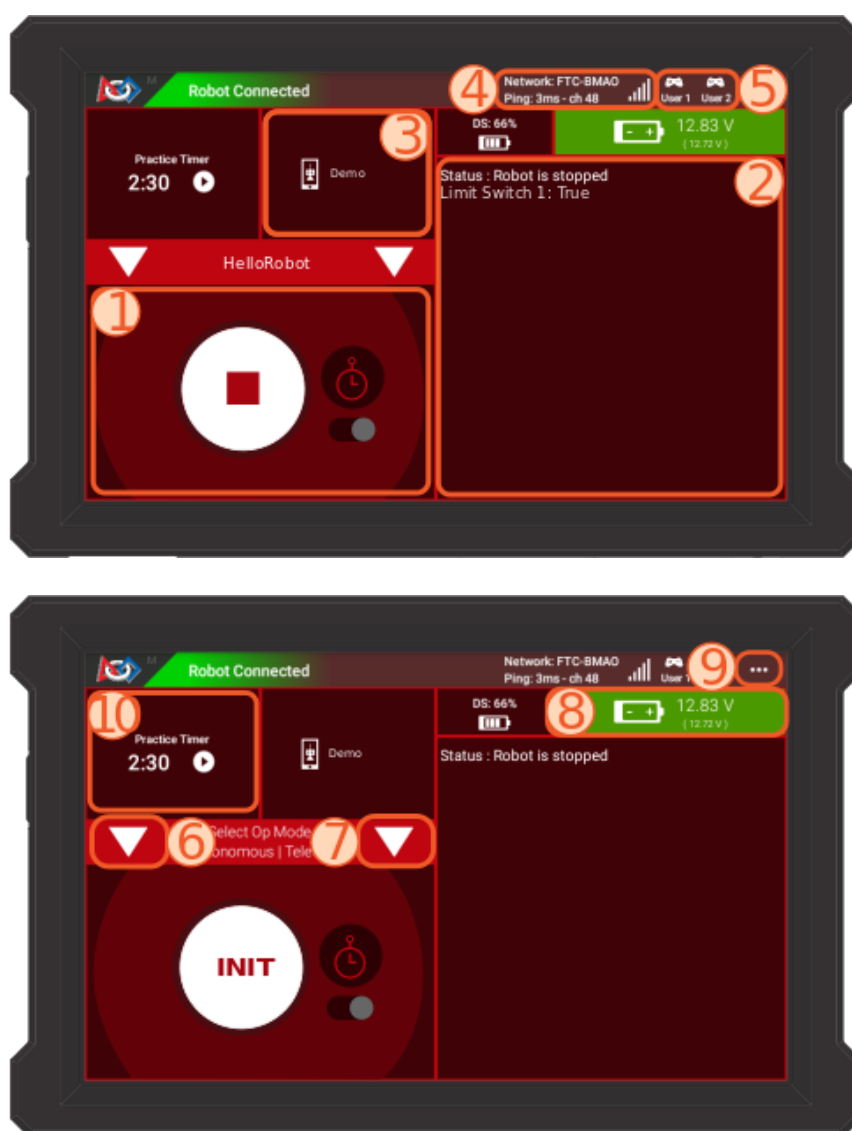 M
Robot Connected
4
Network: FTC-BMAO
Ping: 3ms - ch 48
User 1 User 2
5
Practice Timer
2:30
3
Demo
DS: 66%
12.83 V
( 12.72 V )
HelloRobot
Status : Robot is stopped
Limit Switch 1: True
2
1
M
Robot Connected
Network: FTC-BMAO
Ping: 3ms - ch 48
User
9
10
Practice Timer
2:30
Demo
DS: 66%
8
12.83 V
( 12.72 V )
Status : Robot is stopped
6
Select Op Mode
onomous | Tele
7
INIT